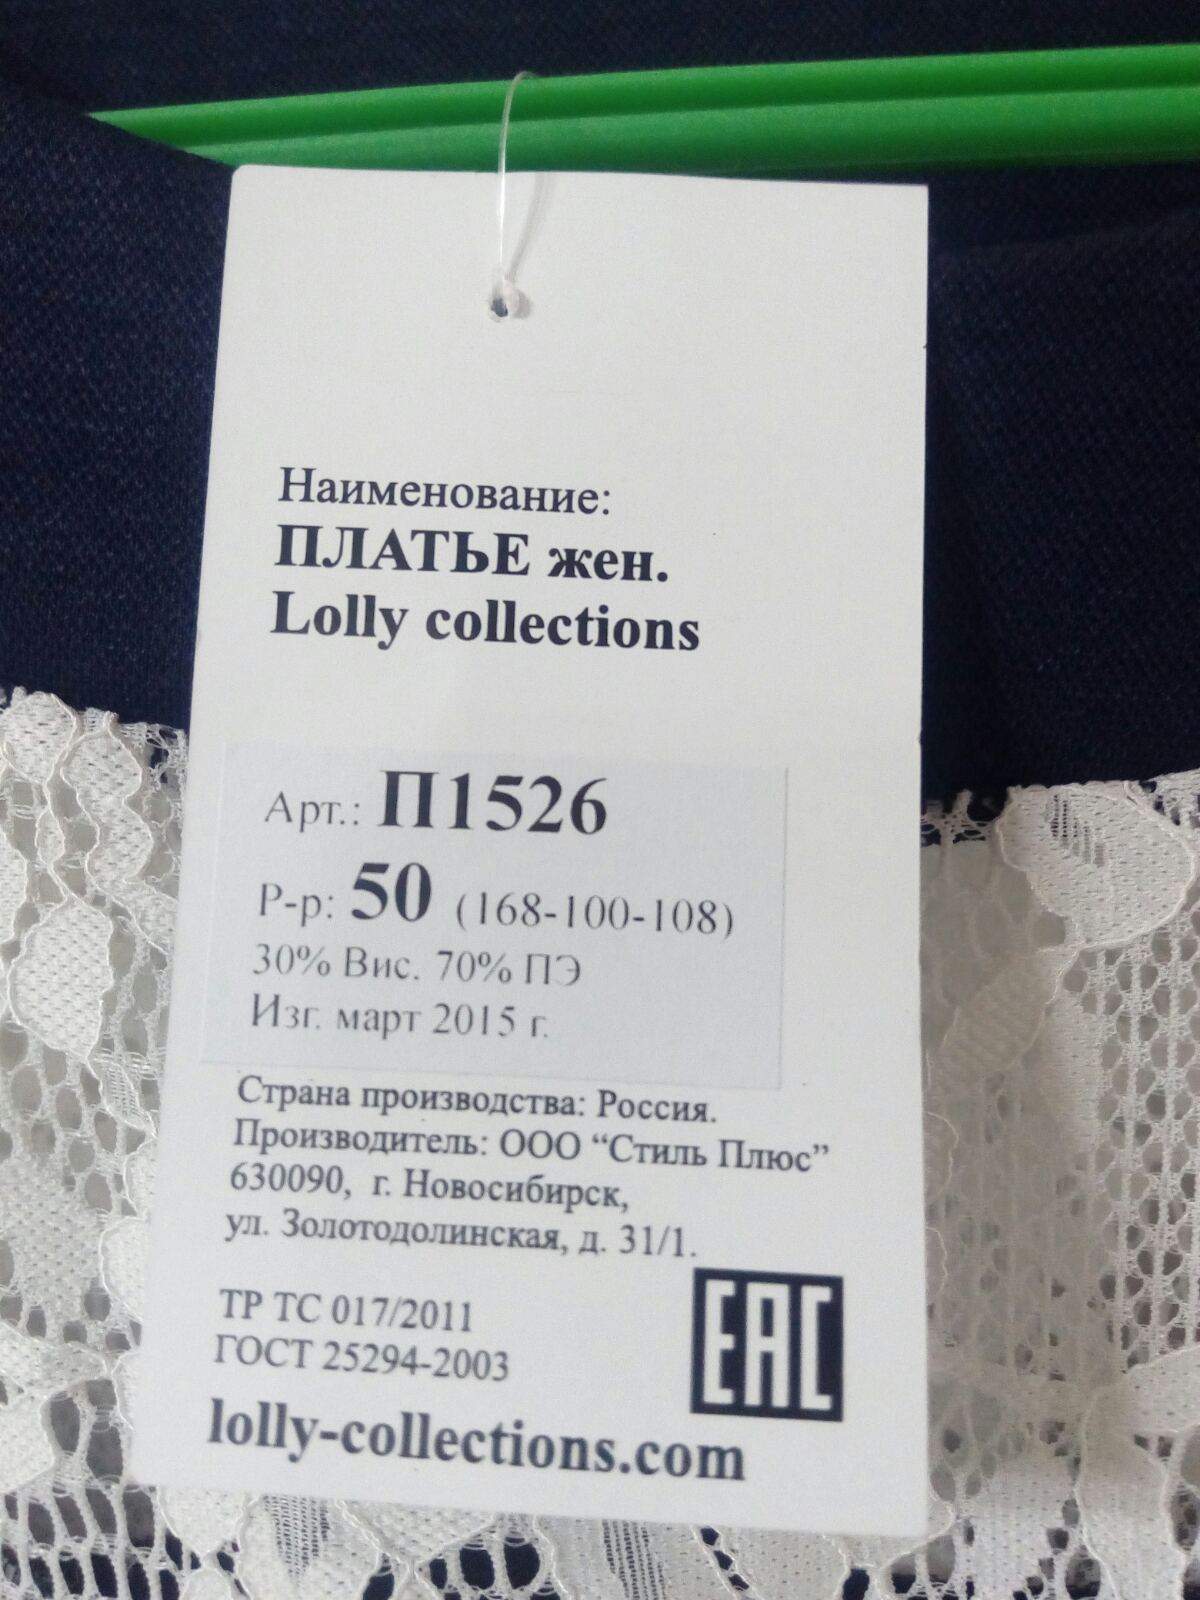 Наименование:
ПЛАТЬЕ жен.
Lolly collections
Арт.: П1526
Р-р: 50 (168-100-108)
30% Вис. 70% ПЭ
Изг. март 2015 г.
Страна производства: Россия.
Производитель: ООО “Стиль Плюс”
630090, г. Новосибирск,
ул. Золотодолинская, д. 31/1.
ТР ТС 017/2011
ГОСТ 25294-2003
EAC
lolly-collections.com